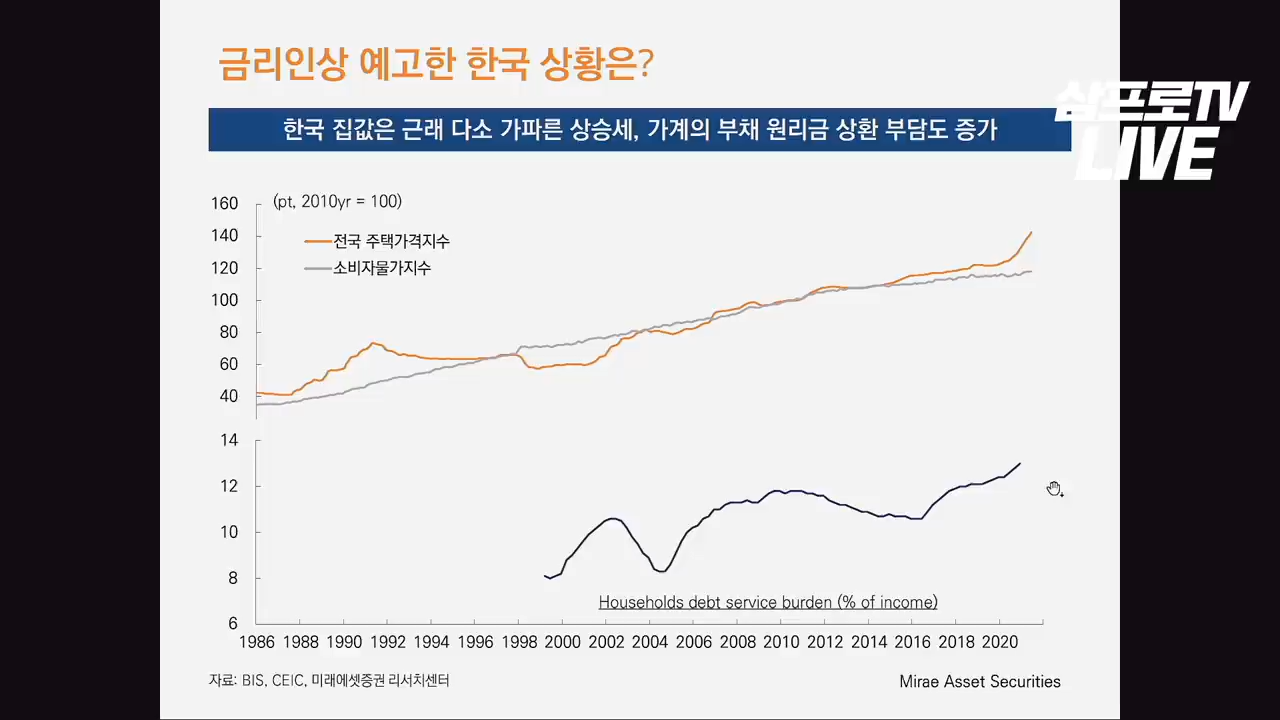 금리인상 예고한 한국 상황은?
삼프로TV
LIVE
한국 집값은 근래 다소 가파른 상승세, 가계의 부채 원리금 상환 부담도 증가
(pt, 2010yr = 100)
160
140
120
100
80
60
40
전국 주택가격지수
소비자물가지수
14
12
10
8
6
Households debt service burden (% of income)
1986 1988 1990 1992 1994 1996 1998 2000 2002 2004 2006 2008 2010 2012 2014 2016 2018 2020
자료: BIS, CEIC, 미래에셋증권 리서치센터
Mirae Asset Securities